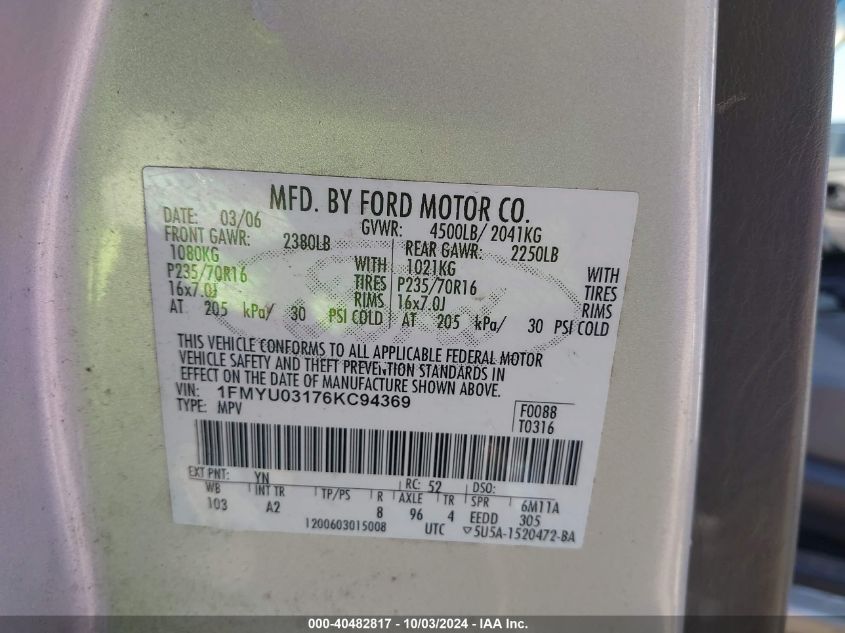 MFD. BY FORD MOTOR CO.
DATE: 03/06 GVWR: 4500LB/ 2041KG
FRONT GAWR: 2380LB REAR GAWR: 2250LB
1080KG WITH 1021KG WITH
P235/70R16 TIRES P235/70R16 TIRES
16x7.0J RIMS 16x7.0J RIMS
AT 205 kPa/ 30 PSI COLD AT 205 kPa/ 30 PSI COLD
THIS VEHICLE CONFORMS TO ALL APPLICABLE FEDERAL MOTOR
VEHICLE SAFETY AND THEFT PREVENTION STANDARDS IN
EFFECT ON THE DATE OF MANUFACTURE SHOWN ABOVE.
VIN: 1FMYU03176KC94369 F0088
TYPE: MPV T0316
EXT PNT: YN RC: 52 DSO:
WB INT TR TP/PS R AXLE TR SPR 6M11A
103 A2 8 96 4 EEDD 305
1200603015008 UTC ▽5U5A-1520472-BA
000-40482817 - 10/03/2024 - IAA Inc.